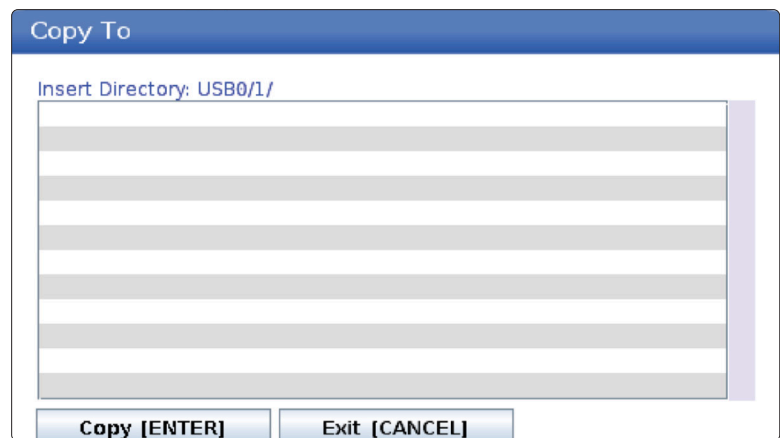 Copy To
Insert Directory: USB0/1/
Copy [ENTER] Exit [CANCEL]